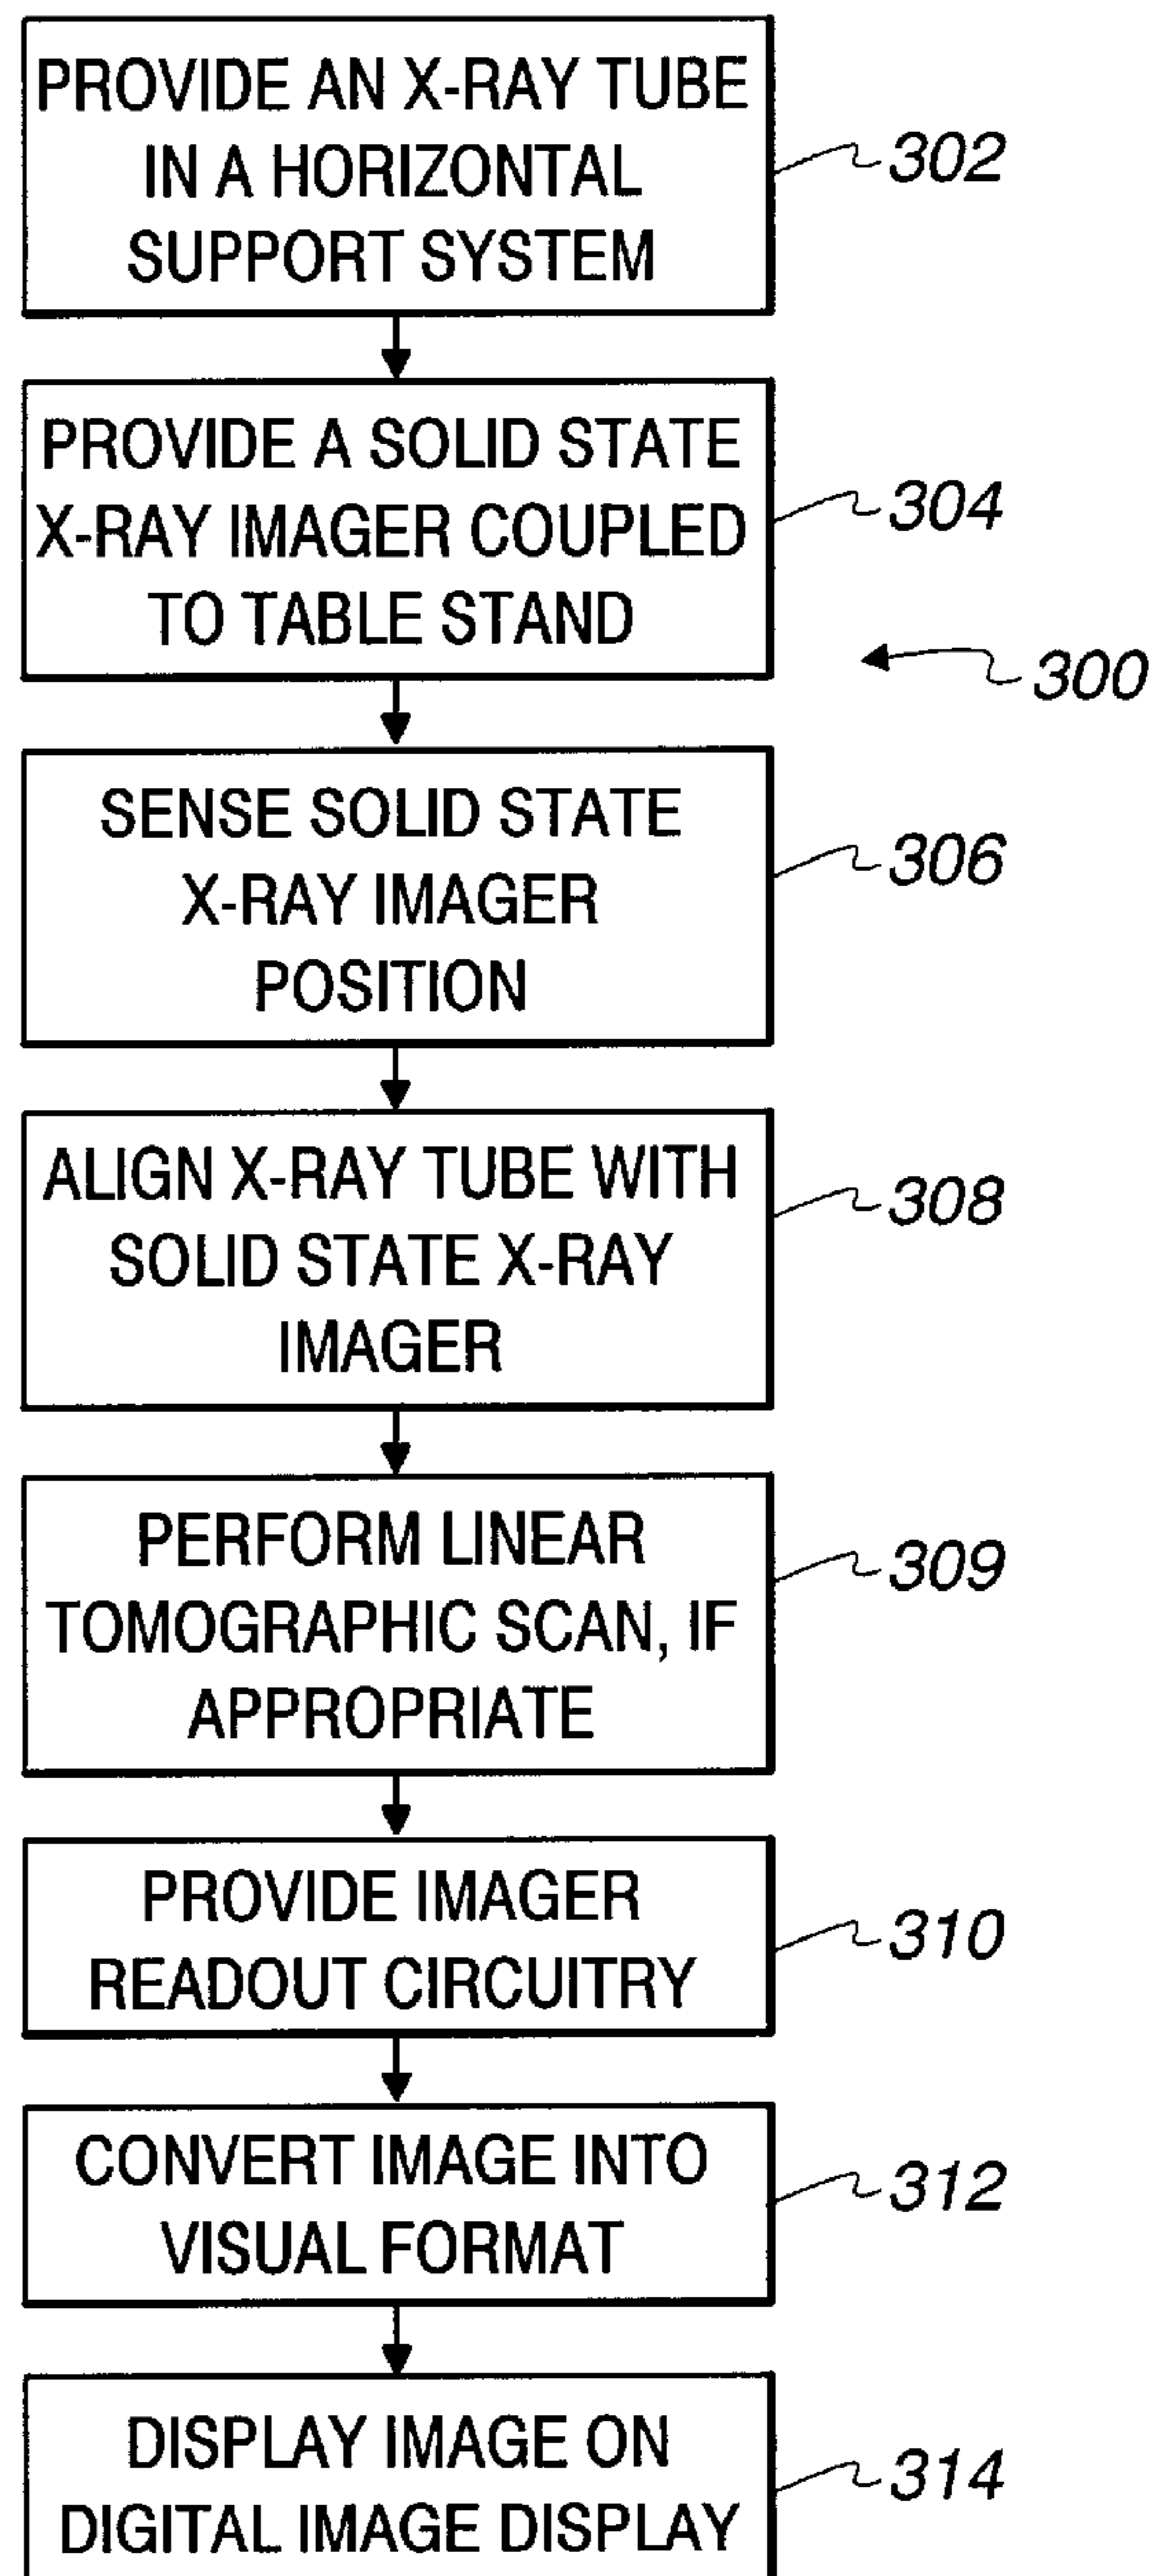 PROVIDE AN X-RAY TUBE
IN A HORIZONTAL
SUPPORT SYSTEM
302
PROVIDE A SOLID STATE
X-RAY IMAGER COUPLED
TO TABLE STAND
304
300
SENSE SOLID STATE
X-RAY IMAGER
POSITION
306
ALIGN X-RAY TUBE WITH
SOLID STATE X-RAY
IMAGER
308
PERFORM LINEAR
TOMOGRAPHIC SCAN, IF
APPROPRIATE
309
PROVIDE IMAGER
READOUT CIRCUITRY
310
CONVERT IMAGE INTO
VISUAL FORMAT
312
DISPLAY IMAGE ON
DIGITAL IMAGE DISPLAY
314